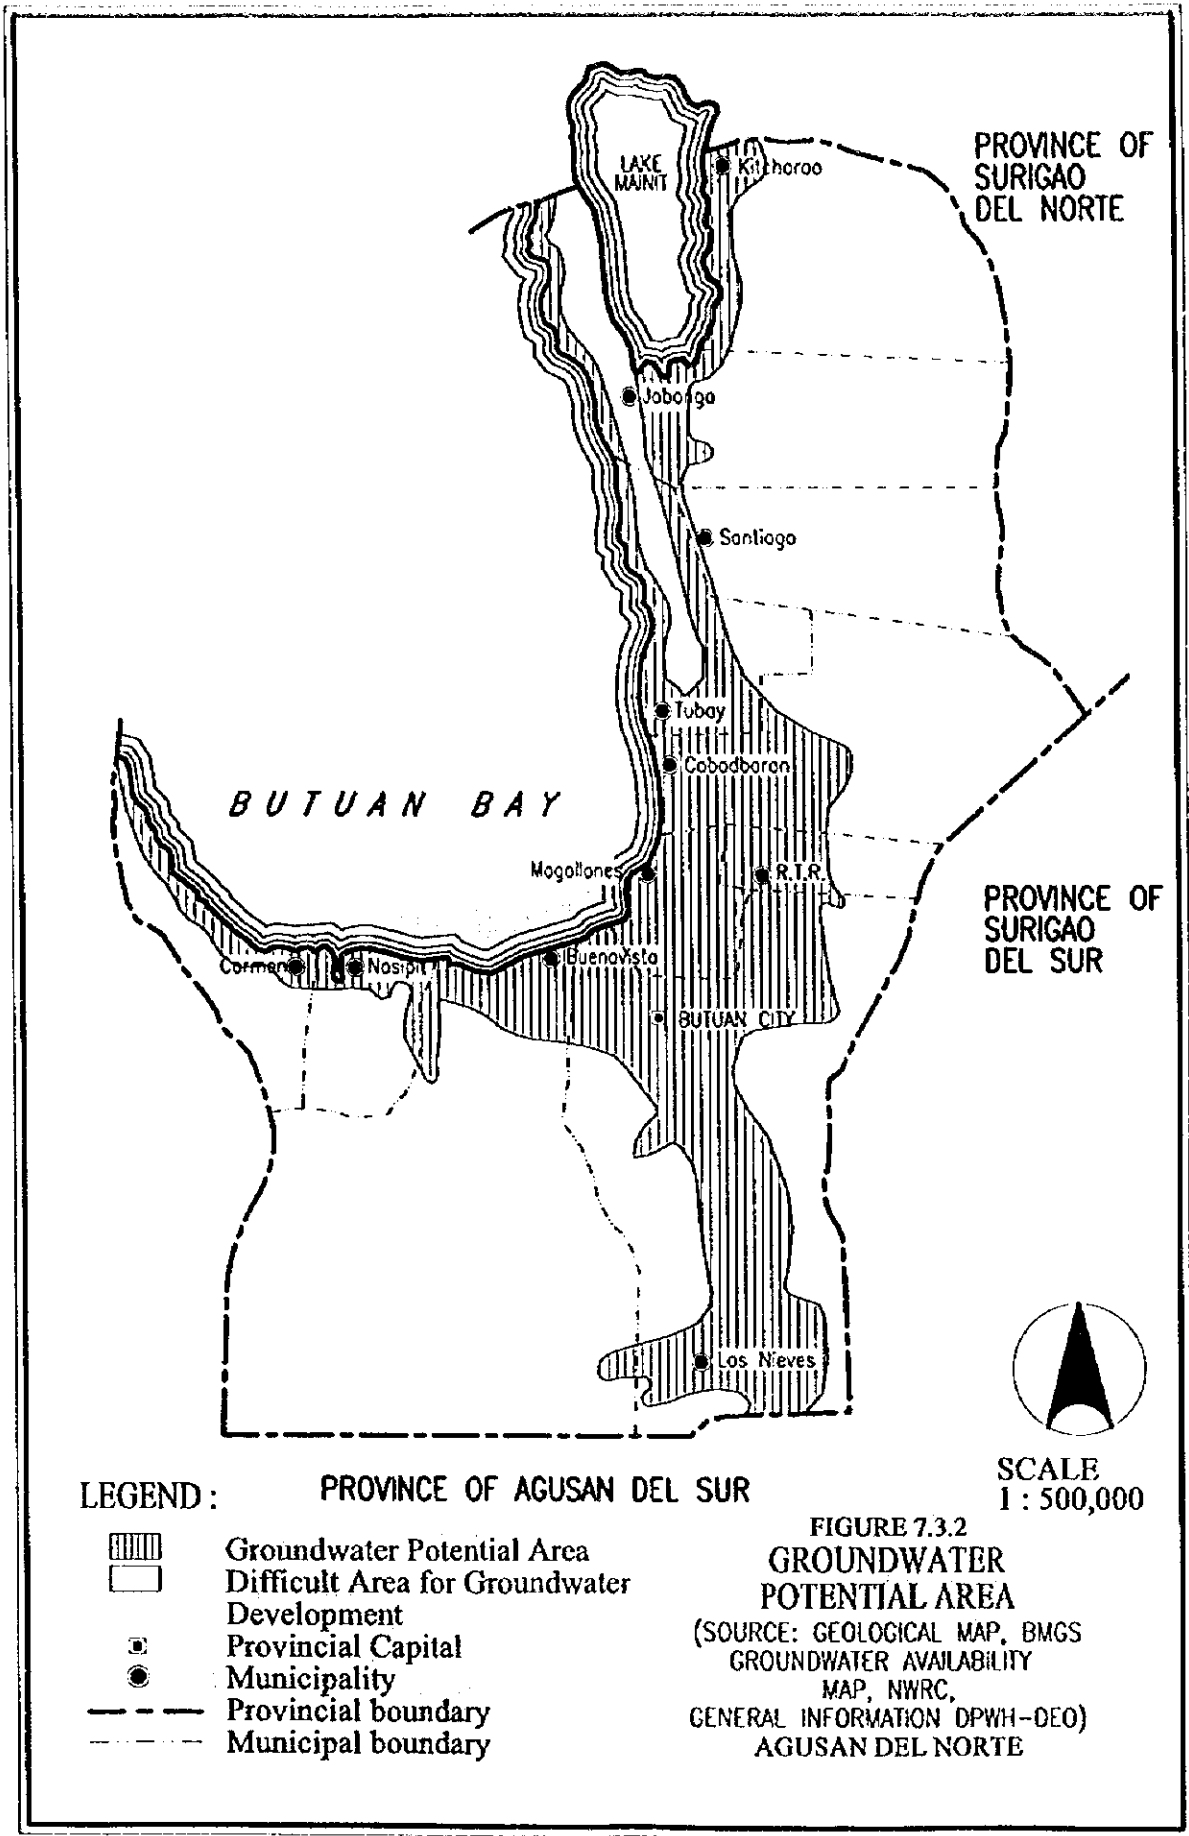 LAKE
MAINIT
Kitcharao
PROVINCE OF
SURIGAO
DEL NORTE
Jabonga
Santiago
Tubay
Cabadbaran
BUTUAN BAY
Magallanes
R.T.R.
PROVINCE OF
SURIGAO
DEL SUR
Carmen
Nasipit
Buenavista
BUTUAN CITY
Las Nieves
SCALE
1 : 500,000
PROVINCE OF AGUSAN DEL SUR
LEGEND :
Groundwater Potential Area
Difficult Area for Groundwater
Development
Provincial Capital
Municipality
Provincial boundary
Municipal boundary
FIGURE 7.3.2
GROUNDWATER
POTENTIAL AREA
(SOURCE: GEOLOGICAL MAP, BMGS
GROUNDWATER AVAILABILITY
MAP, NWRC,
GENERAL INFORMATION DPWH-DEO)
AGUSAN DEL NORTE